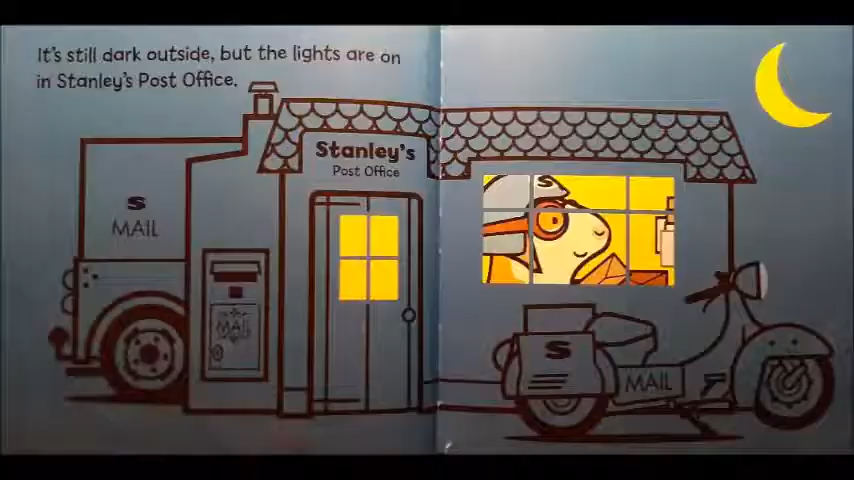 It's still dark outside, but the lights are on
in Stanley's Post Office.
Stanley's
Post Office
S
MAIL
MAIL
S
S
MAIL